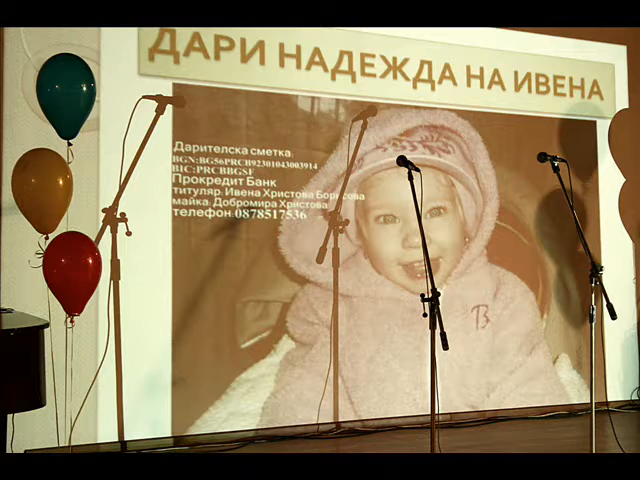 ДАРИ НАДЕЖДА НА ИВЕНА
Дарителска сметка:
BGN:BG56PRCB92301043003914
BIC:PRCBBGSF
Прокредит Банк
титуляр: Ивена Христова Борисова
майка: Добромира Христова
телефон: 0878517536
B